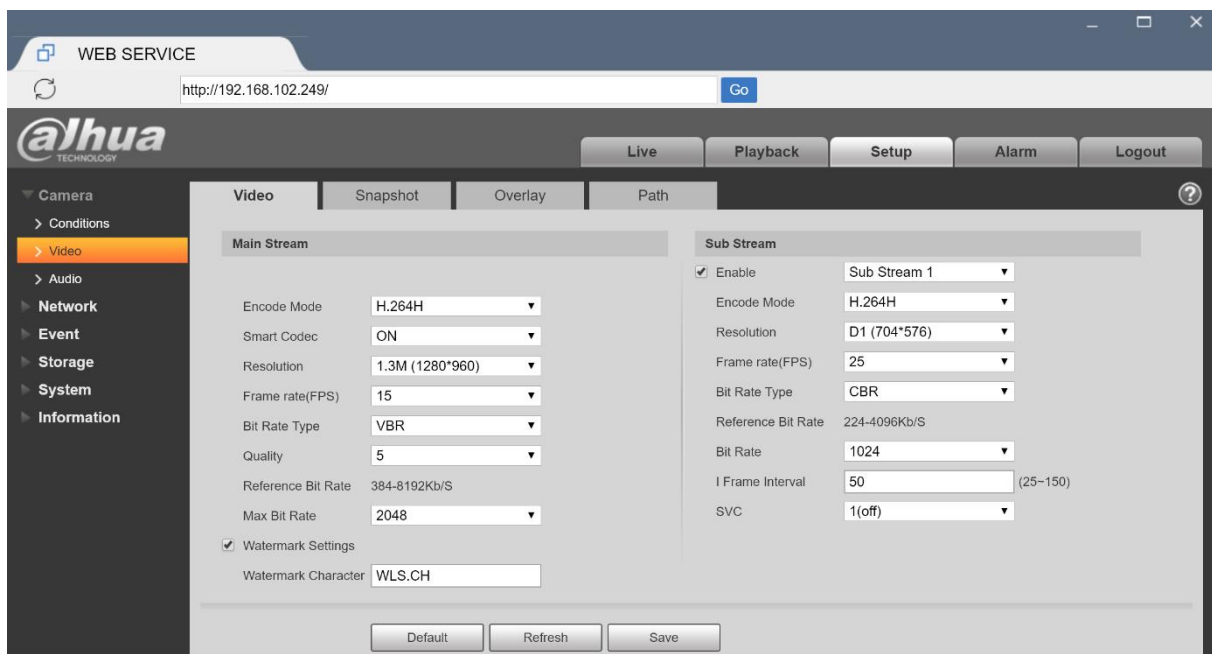 WEB SERVICE
http://192.168.102.249/
Go
alhua
TECHNOLOGY
Live
Playback
Setup
Alarm
Logout
Camera
Conditions
Video
Audio
Network
Event
Storage
System
Information
Video
Snapshot
Overlay
Path
?
Main Stream
Encode Mode H.264H
Smart Codec ON
Resolution 1.3M (1280*960)
Frame rate(FPS) 15
Bit Rate Type VBR
Quality 5
Reference Bit Rate 384-8192Kb/S
Max Bit Rate 2048
Watermark Settings
Watermark Character WLS.CH
Sub Stream
Enable Sub Stream 1
Encode Mode H.264H
Resolution D1 (704*576)
Frame rate(FPS) 25
Bit Rate Type CBR
Reference Bit Rate 224-4096Kb/S
Bit Rate 1024
I Frame Interval 50 (25~150)
SVC 1(off)
Default
Refresh
Save